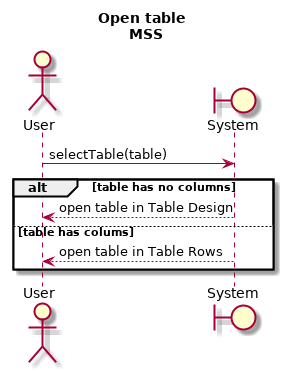 Open table
MSS
User
System
selectTable(table)
alt
[table has no columns]
open table in Table Design
[table has colums]
open table in Table Rows
User
System